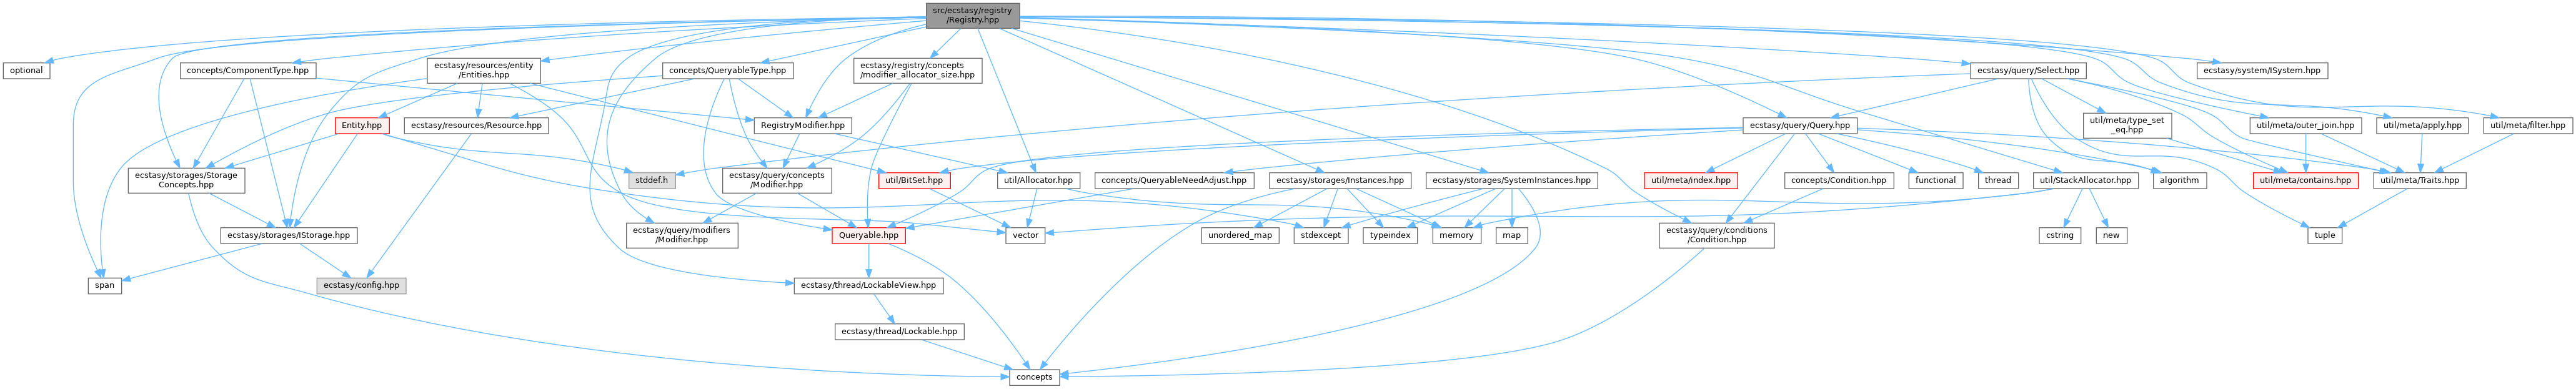 src/ecstasy/registry
/Registry.hpp
optional
concepts/ComponentType.hpp
ecstasy/resources/entity
/Entities.hpp
concepts/QueryableType.hpp
ecstasy/registry/concepts
/modifier_allocator_size.hpp
ecstasy/query/Select.hpp
ecstasy/system/ISystem.hpp
Entity.hpp
ecstasy/resources/Resource.hpp
RegistryModifier.hpp
ecstasy/query/Query.hpp
util/meta/type_set
_eq.hpp
util/meta/outer_join.hpp
util/meta/apply.hpp
util/meta/filter.hpp
ecstasy/storages/Storage
Concepts.hpp
stddef.h
ecstasy/query/concepts
/Modifier.hpp
util/BitSet.hpp
util/Allocator.hpp
concepts/QueryableNeedAdjust.hpp
ecstasy/storages/Instances.hpp
ecstasy/storages/SystemInstances.hpp
util/meta/index.hpp
concepts/Condition.hpp
functional
thread
util/StackAllocator.hpp
algorithm
util/meta/contains.hpp
util/meta/Traits.hpp
ecstasy/storages/IStorage.hpp
ecstasy/query/modifiers
/Modifier.hpp
Queryable.hpp
vector
unordered_map
stdexcept
typeindex
memory
map
ecstasy/query/conditions
/Condition.hpp
cstring
new
tuple
span
ecstasy/config.hpp
ecstasy/thread/LockableView.hpp
ecstasy/thread/Lockable.hpp
concepts